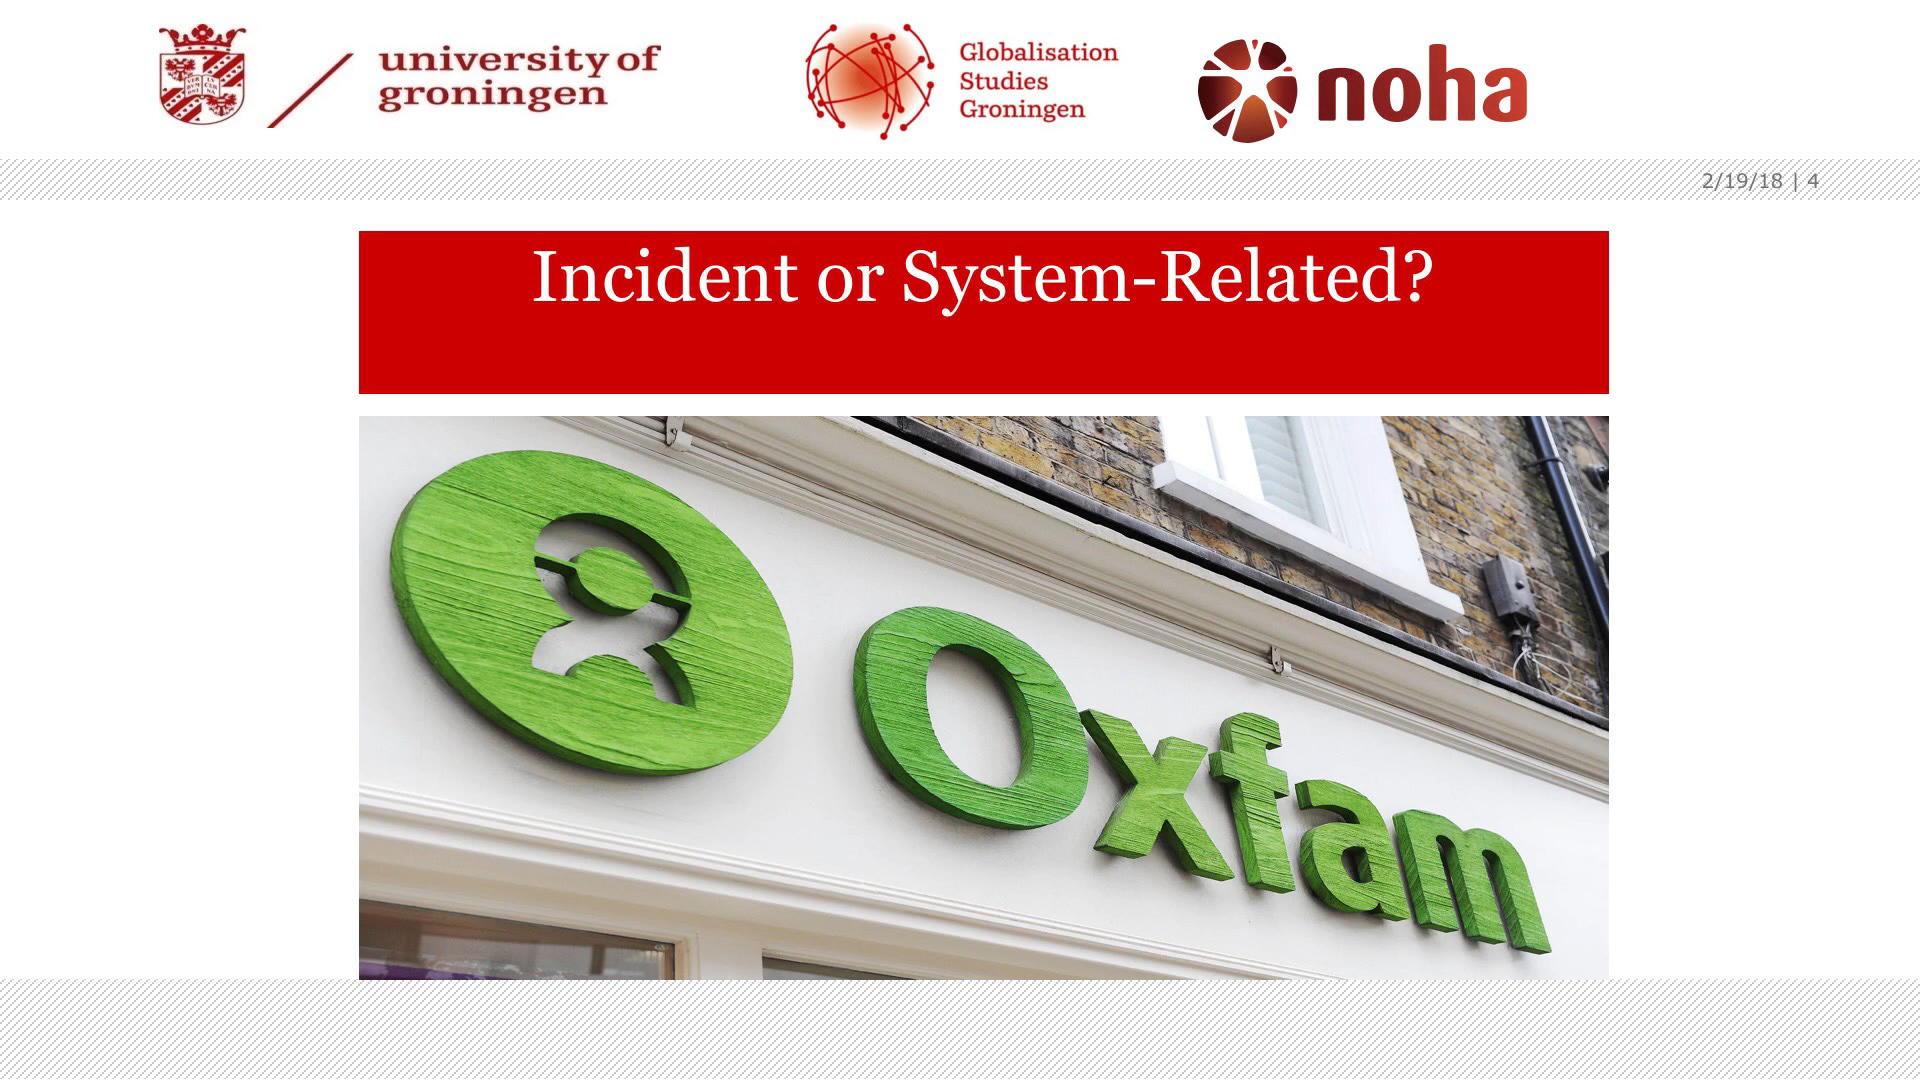 university of
groningen
Globalisation
Studies
Groningen
noha
2/19/18 | 4
Incident or System-Related?
Oxfam